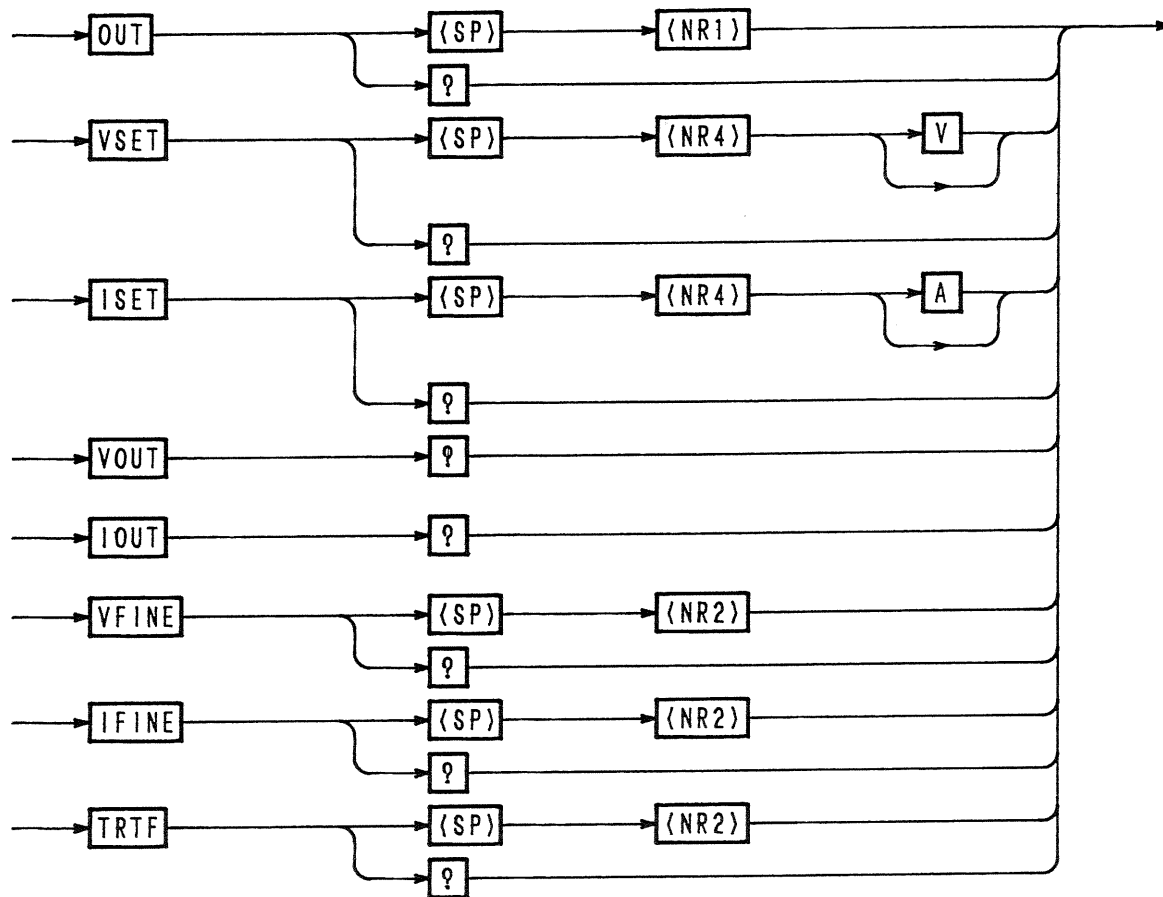 OUT ⟨SP⟩ ⟨NR1⟩
?
VSET ⟨SP⟩ ⟨NR4⟩ V
?
ISET ⟨SP⟩ ⟨NR4⟩ A
?
VOUT ?
IOUT ?
VFINE ⟨SP⟩ ⟨NR2⟩
?
IFINE ⟨SP⟩ ⟨NR2⟩
?
TRTF ⟨SP⟩ ⟨NR2⟩
?